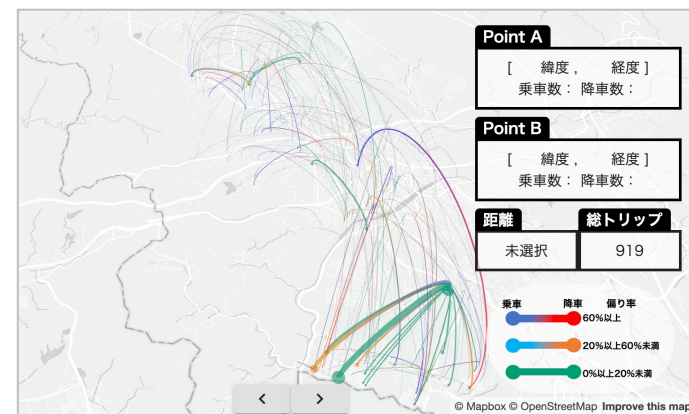 Point A
[ 緯度 , 経度 ]
乗車数： 降車数：
Point B
[ 緯度 , 経度 ]
乗車数： 降車数：
距離 総トリップ
未選択 919
乗車 降車 偏り率
60%以上
20%以上60%未満
0%以上20%未満
© Mapbox © OpenStreetMap Improve this map